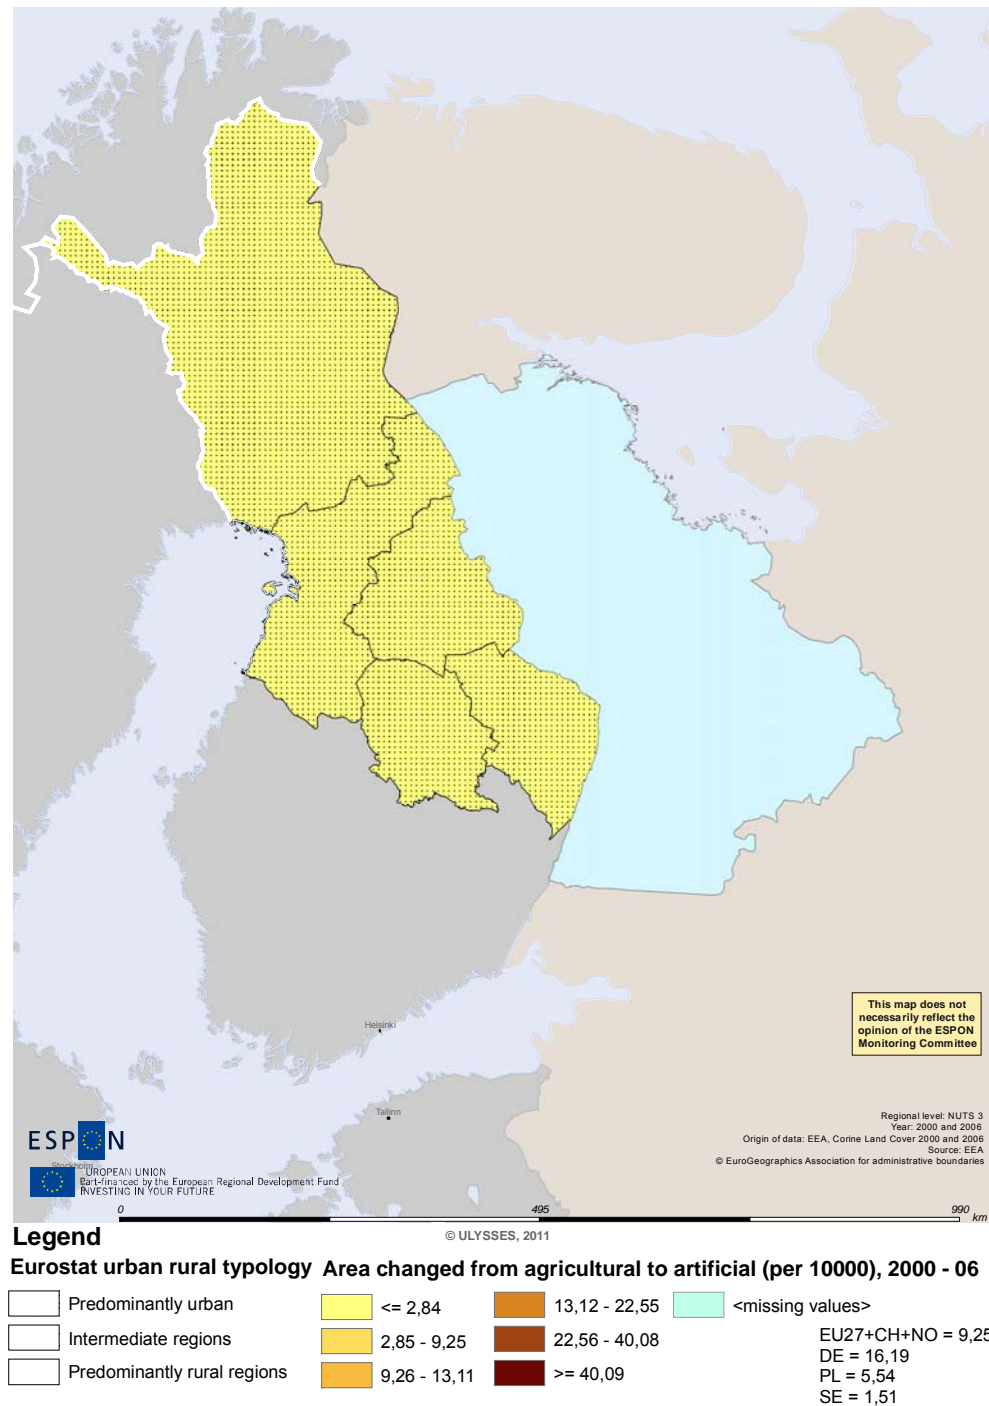 Helsinki
Tallinn
Stockholm
This map does not
necessarily reflect the
opinion of the ESPON
Monitoring Committee
Regional level: NUTS 3
Year: 2000 and 2006
Origin of data: EEA, Corine Land Cover 2000 and 2006
Source: EEA
© EuroGeographics Association for administrative boundaries
ESPON
UROPEAN UNION
Part-financed by the European Regional Development Fund
INVESTING IN YOUR FUTURE
0 495 990
km
© ULYSSES, 2011
Legend
Eurostat urban rural typology
Predominantly urban
Intermediate regions
Predominantly rural regions
Area changed from agricultural to artificial (per 10000), 2000 - 06
<= 2,84
2,85 - 9,25
9,26 - 13,11
13,12 - 22,55
22,56 - 40,08
>= 40,09
<missing values>
EU27+CH+NO = 9,25
DE = 16,19
PL = 5,54
SE = 1,51